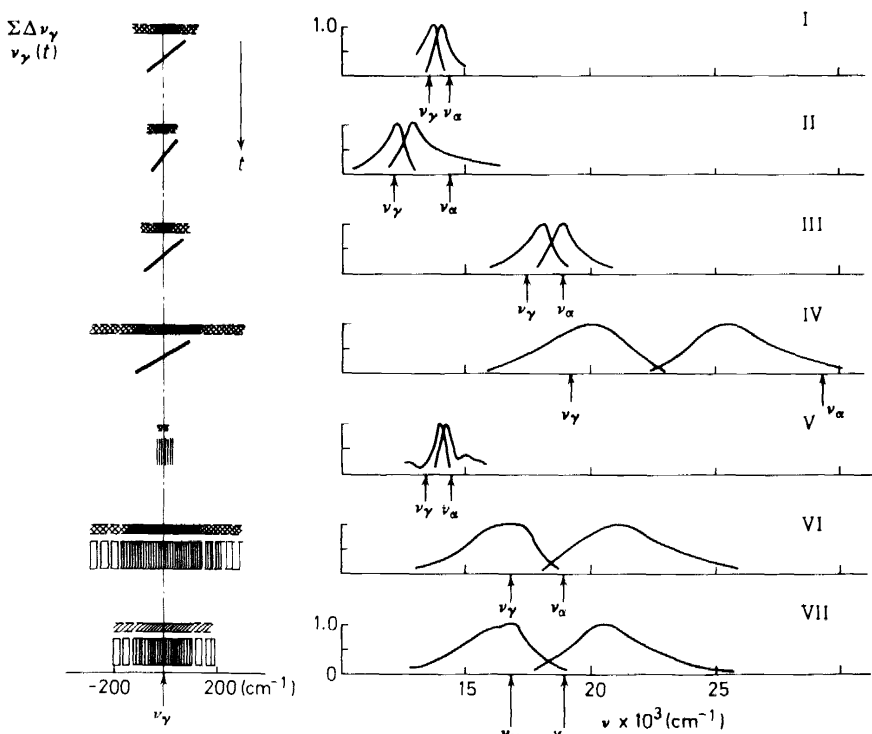 ΣΔνγ
νγ(t)
t
1.0
I
νγ να
II
νγ να
III
νγ να
IV
νγ να
V
νγ να
VI
νγ να
VII
1.0
0
-200 200 (cm⁻¹)
νγ
15 20 25
ν × 10³ (cm⁻¹)